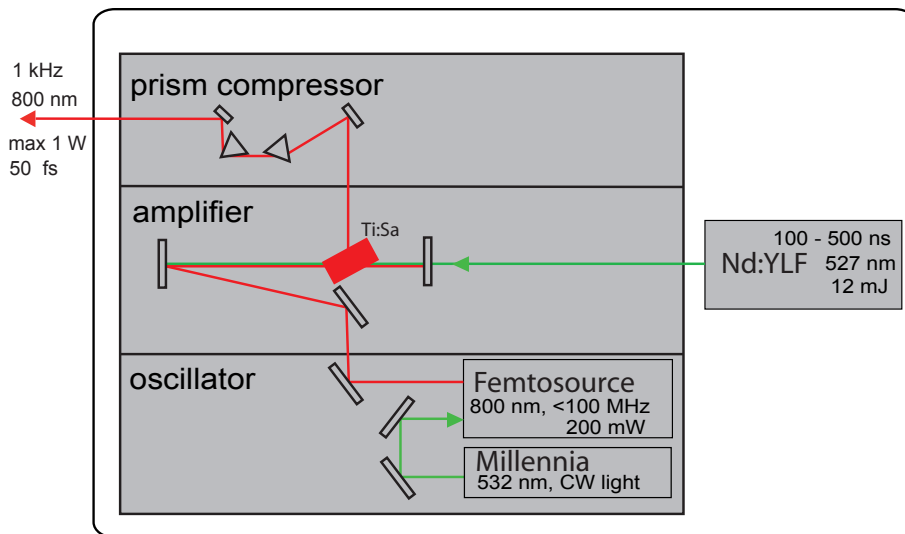 1 kHz
800 nm
max 1 W
50 fs
prism compressor
amplifier
Ti:Sa
100 - 500 ns
Nd:YLF 527 nm
12 mJ
oscillator
Femtosource
800 nm, <100 MHz
200 mW
Millennia
532 nm, CW light